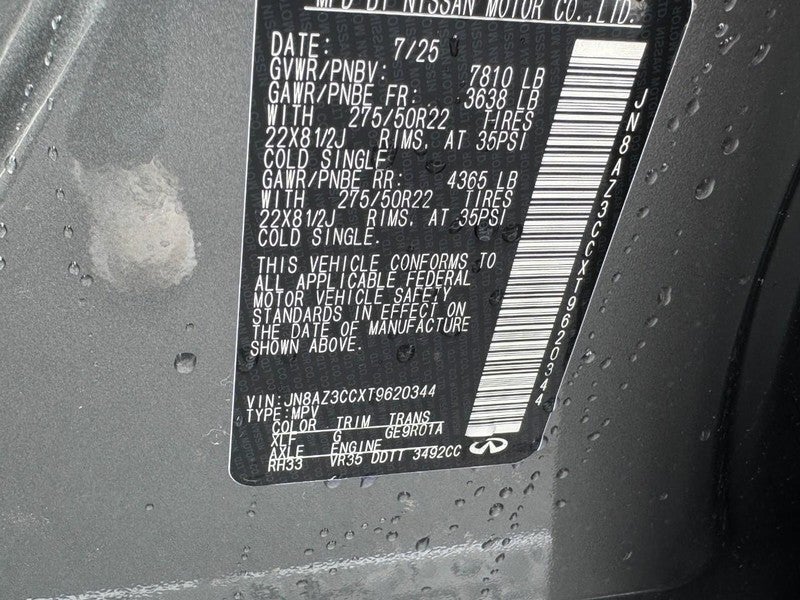 MFD BY NISSAN MOTOR CO.,LTD.
DATE: 7/25
GVWR/PNBV: 7810 LB
GAWR/PNBE FR: 3638 LB
WITH 275/50R22 TIRES
22X81/2J RIMS, AT 35PSI
COLD SINGLE.
GAWR/PNBE RR: 4365 LB
WITH 275/50R22 TIRES
22X81/2J RIMS, AT 35PSI
COLD SINGLE.
THIS VEHICLE CONFORMS TO
ALL APPLICABLE FEDERAL
MOTOR VEHICLE SAFETY
STANDARDS IN EFFECT ON
THE DATE OF MANUFACTURE
SHOWN ABOVE.
VIN:JN8AZ3CCXT9620344
TYPE:MPV
COLOR TRIM TRANS
XLF G GE9R01A
AXLE ENGINE
RH33 VR35 DDTT 3492CC
JN8AZ3CCXT9620344